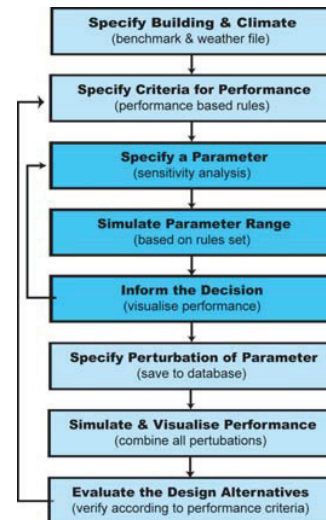 Specify Building & Climate
(benchmark & weather file)
Specify Criteria for Performance
(performance based rules)
Specify a Parameter
(sensitivity analysis)
Simulate Parameter Range
(based on rules set)
Inform the Decision
(visualise performance)
Specify Perturbation of Parameter
(save to database)
Simulate & Visualise Performance
(combine all pertubations)
Evaluate the Design Alternatives
(verify according to performance criteria)